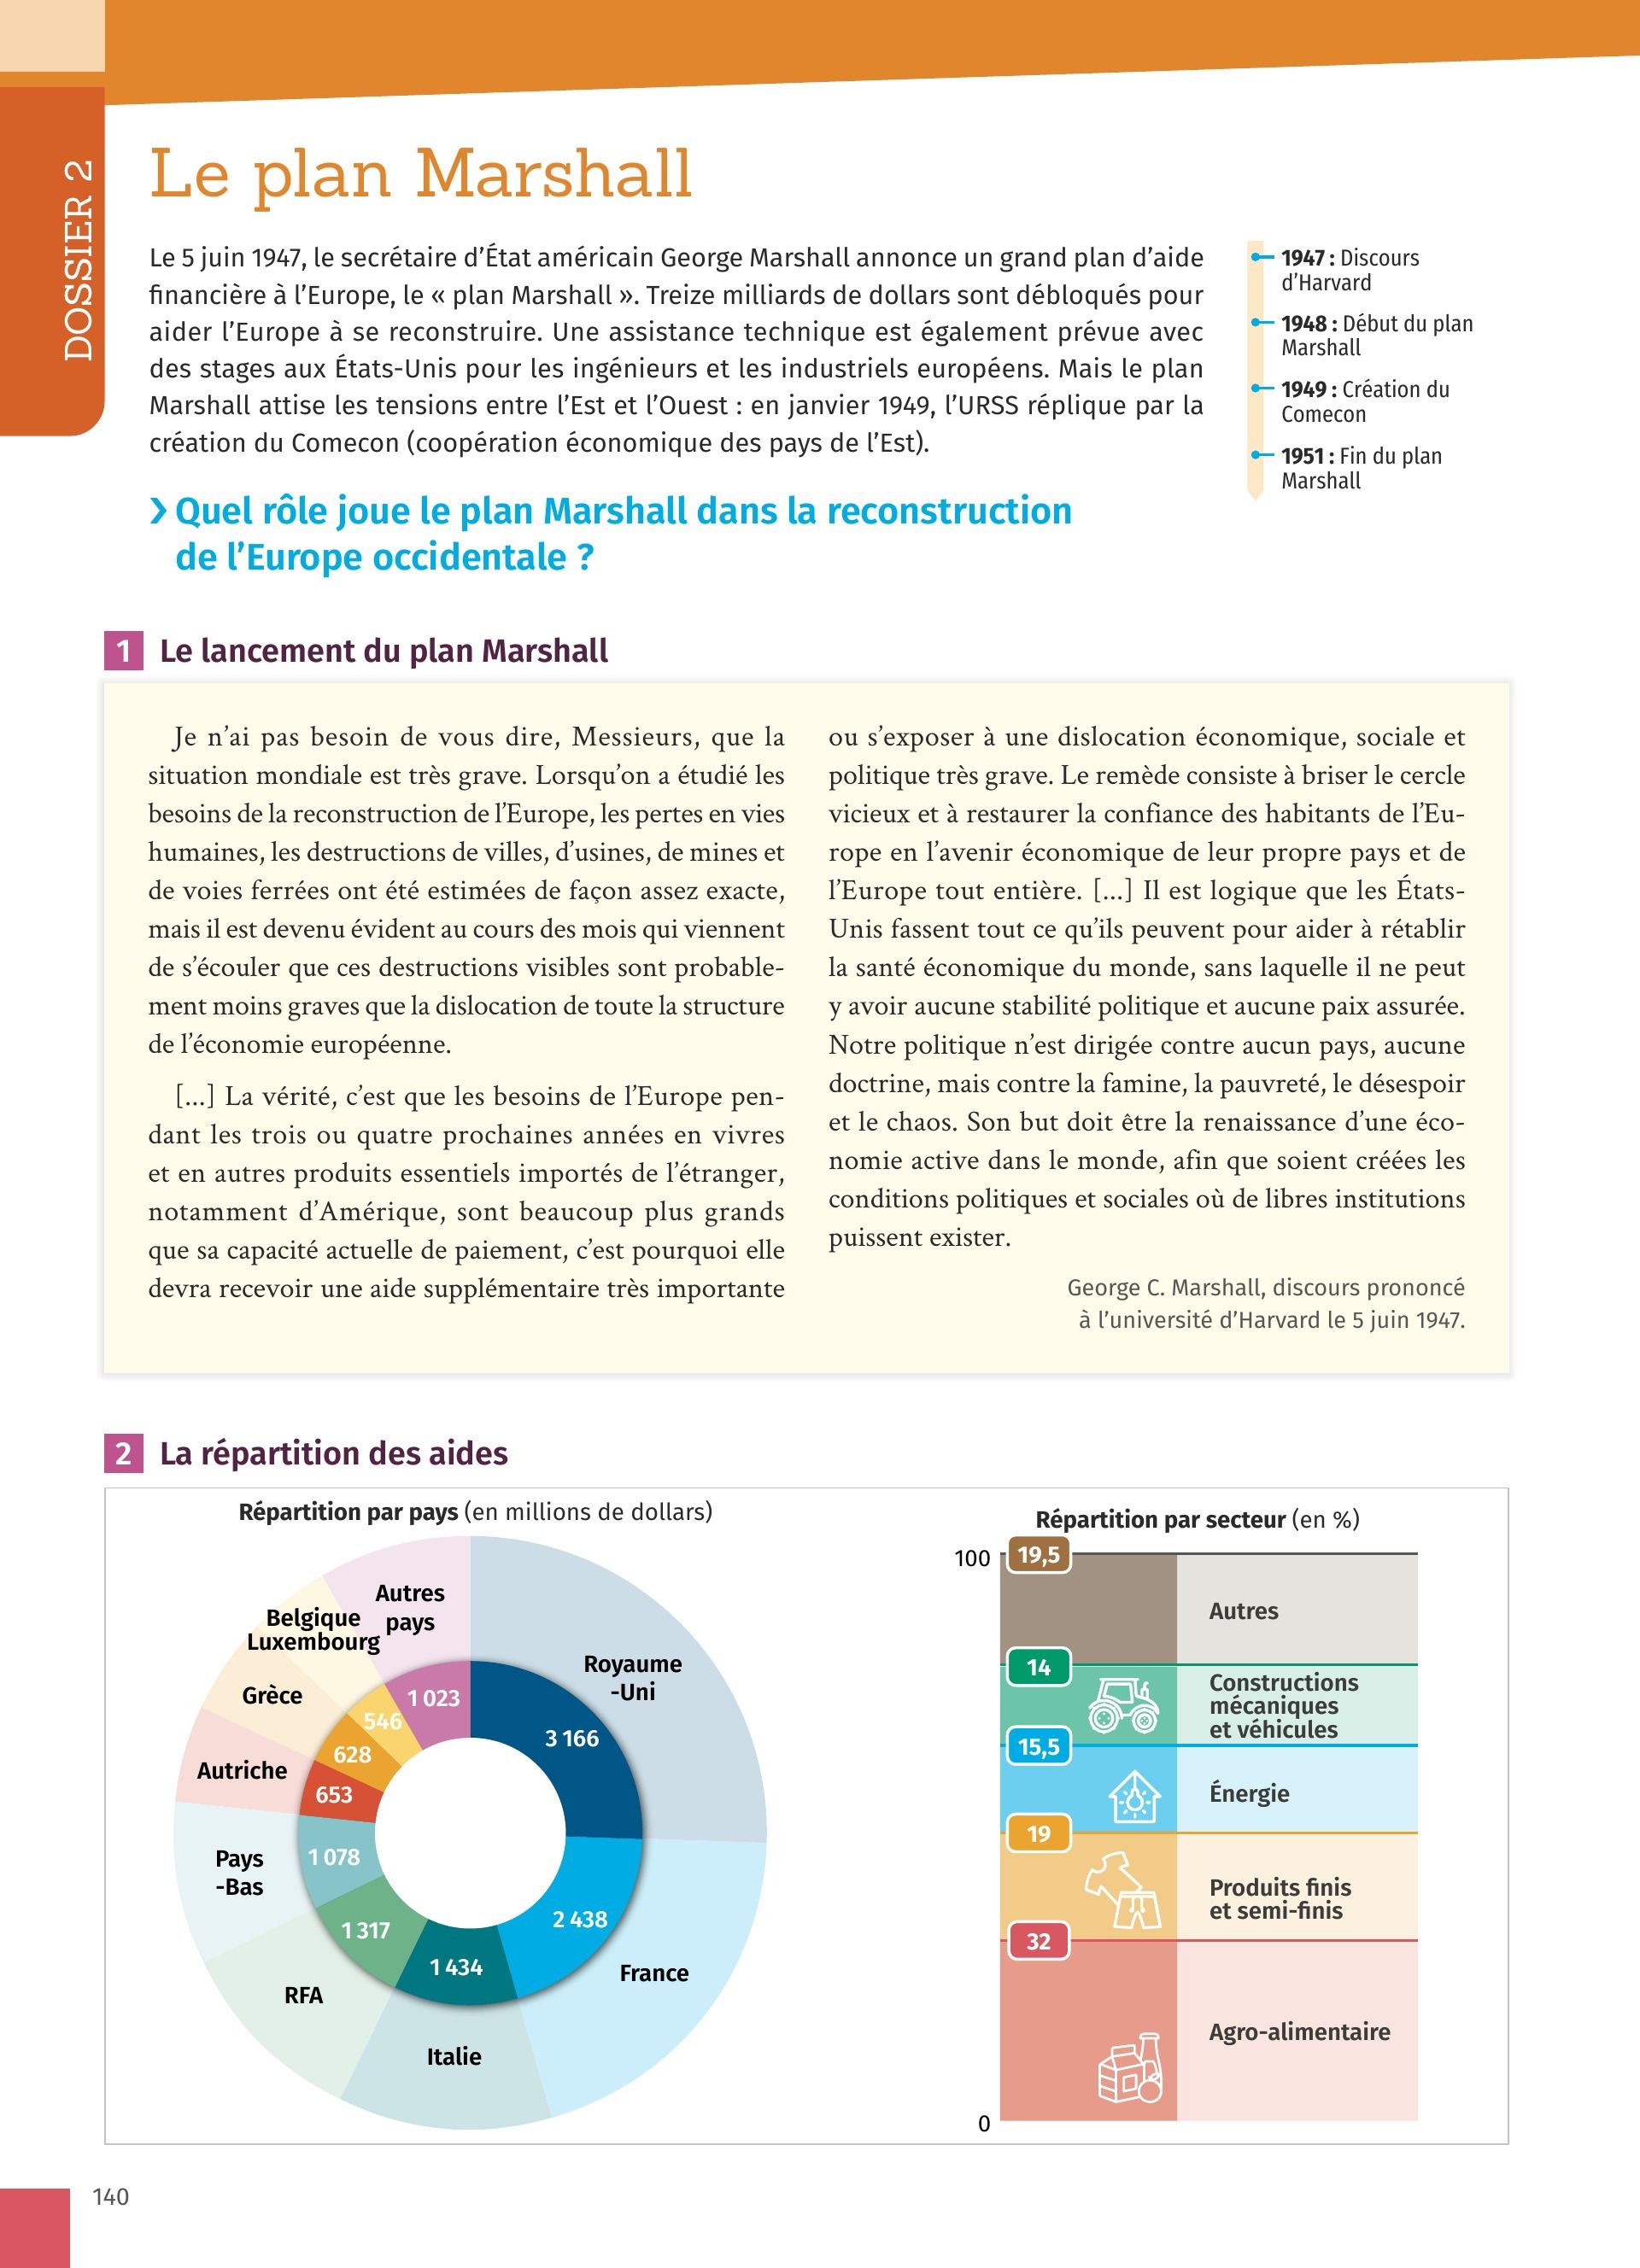 DOSSIER 2
Le plan Marshall
Le 5 juin 1947, le secrétaire d’État américain George Marshall annonce un grand plan d’aide
financière à l’Europe, le « plan Marshall ». Treize milliards de dollars sont débloqués pour
aider l’Europe à se reconstruire. Une assistance technique est également prévue avec
des stages aux États-Unis pour les ingénieurs et les industriels européens. Mais le plan
Marshall attise les tensions entre l’Est et l’Ouest : en janvier 1949, l’URSS réplique par la
création du Comecon (coopération économique des pays de l’Est).
1947 : Discours
d’Harvard
1948 : Début du plan
Marshall
1949 : Création du
Comecon
1951 : Fin du plan
Marshall
› Quel rôle joue le plan Marshall dans la reconstruction
de l’Europe occidentale ?
1 Le lancement du plan Marshall
Je n’ai pas besoin de vous dire, Messieurs, que la
situation mondiale est très grave. Lorsqu’on a étudié les
besoins de la reconstruction de l’Europe, les pertes en vies
humaines, les destructions de villes, d’usines, de mines et
de voies ferrées ont été estimées de façon assez exacte,
mais il est devenu évident au cours des mois qui viennent
de s’écouler que ces destructions visibles sont probable-
ment moins graves que la dislocation de toute la structure
de l’économie européenne.
[...] La vérité, c’est que les besoins de l’Europe pen-
dant les trois ou quatre prochaines années en vivres
et en autres produits essentiels importés de l’étranger,
notamment d’Amérique, sont beaucoup plus grands
que sa capacité actuelle de paiement, c’est pourquoi elle
devra recevoir une aide supplémentaire très importante
ou s’exposer à une dislocation économique, sociale et
politique très grave. Le remède consiste à briser le cercle
vicieux et à restaurer la confiance des habitants de l’Eu-
rope en l’avenir économique de leur propre pays et de
l’Europe tout entière. [...] Il est logique que les États-
Unis fassent tout ce qu’ils peuvent pour aider à rétablir
la santé économique du monde, sans laquelle il ne peut
y avoir aucune stabilité politique et aucune paix assurée.
Notre politique n’est dirigée contre aucun pays, aucune
doctrine, mais contre la famine, la pauvreté, le désespoir
et le chaos. Son but doit être la renaissance d’une éco-
nomie active dans le monde, afin que soient créées les
conditions politiques et sociales où de libres institutions
puissent exister.
George C. Marshall, discours prononcé
à l’université d’Harvard le 5 juin 1947.
2 La répartition des aides
Répartition par pays (en millions de dollars)
Royaume
-Uni
3 166
France
2 438
Italie
1 434
RFA
1 317
Pays
-Bas
1 078
Autriche
653
Grèce
628
Belgique
Luxembourg
546
Autres
pays
1 023
Répartition par secteur (en %)
100
19,5
Autres
14
Constructions
mécaniques
et véhicules
15,5
Énergie
19
Produits finis
et semi-finis
32
Agro-alimentaire
0
140